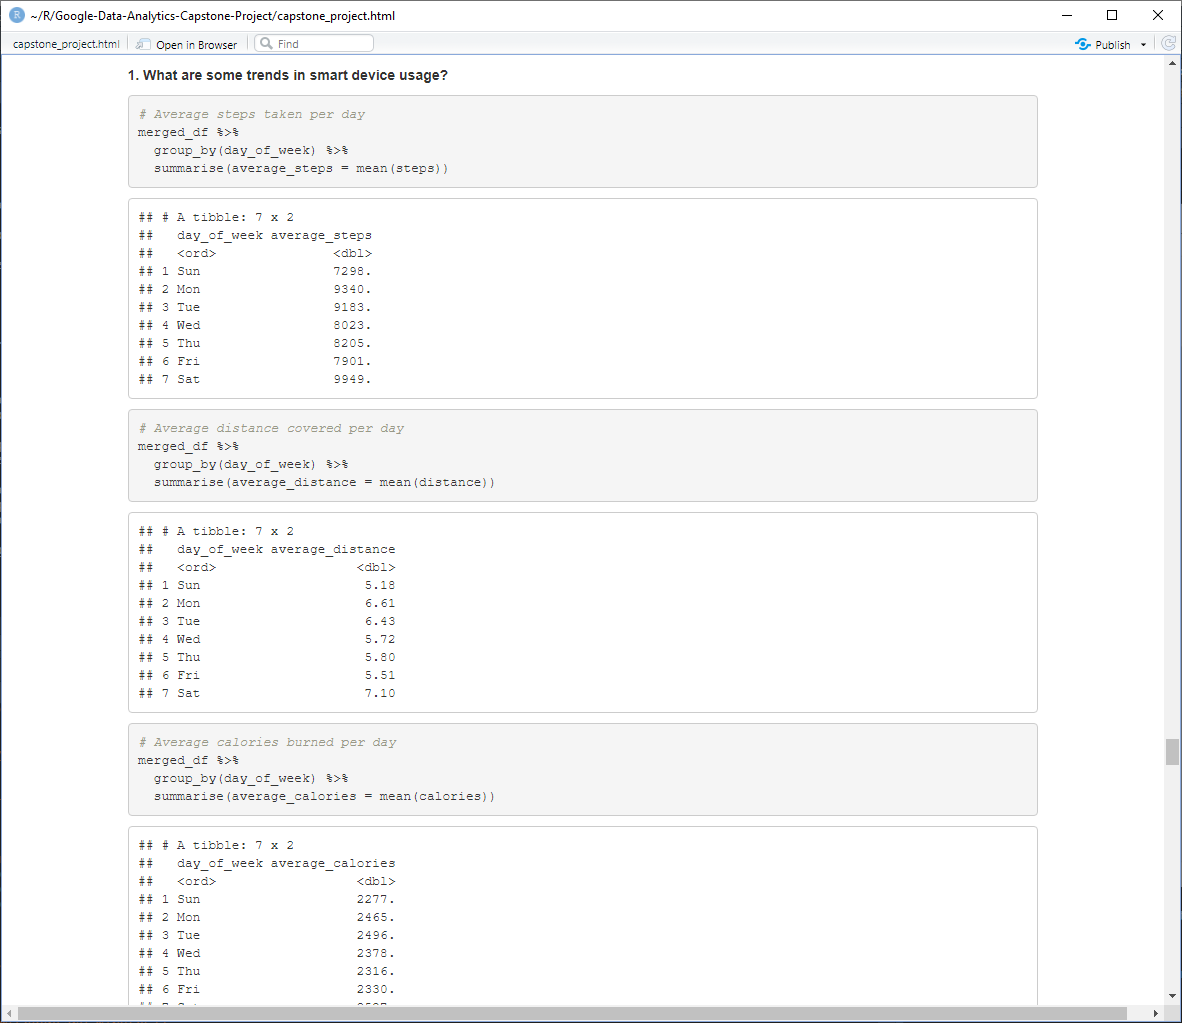 ~/R/Google-Data-Analytics-Capstone-Project/capstone_project.html
capstone_project.html Open in Browser Find Publish
1. What are some trends in smart device usage?
# Average steps taken per day
merged_df %>%
  group_by(day_of_week) %>%
  summarise(average_steps = mean(steps))
## # A tibble: 7 x 2
##   day_of_week average_steps
##   <ord>               <dbl>
## 1 Sun                 7298.
## 2 Mon                 9340.
## 3 Tue                 9183.
## 4 Wed                 8023.
## 5 Thu                 8205.
## 6 Fri                 7901.
## 7 Sat                 9949.
# Average distance covered per day
merged_df %>%
  group_by(day_of_week) %>%
  summarise(average_distance = mean(distance))
## # A tibble: 7 x 2
##   day_of_week average_distance
##   <ord>                  <dbl>
## 1 Sun                     5.18
## 2 Mon                     6.61
## 3 Tue                     6.43
## 4 Wed                     5.72
## 5 Thu                     5.80
## 6 Fri                     5.51
## 7 Sat                     7.10
# Average calories burned per day
merged_df %>%
  group_by(day_of_week) %>%
  summarise(average_calories = mean(calories))
## # A tibble: 7 x 2
##   day_of_week average_calories
##   <ord>                  <dbl>
## 1 Sun                    2277.
## 2 Mon                    2465.
## 3 Tue                    2496.
## 4 Wed                    2378.
## 5 Thu                    2316.
## 6 Fri                    2330.